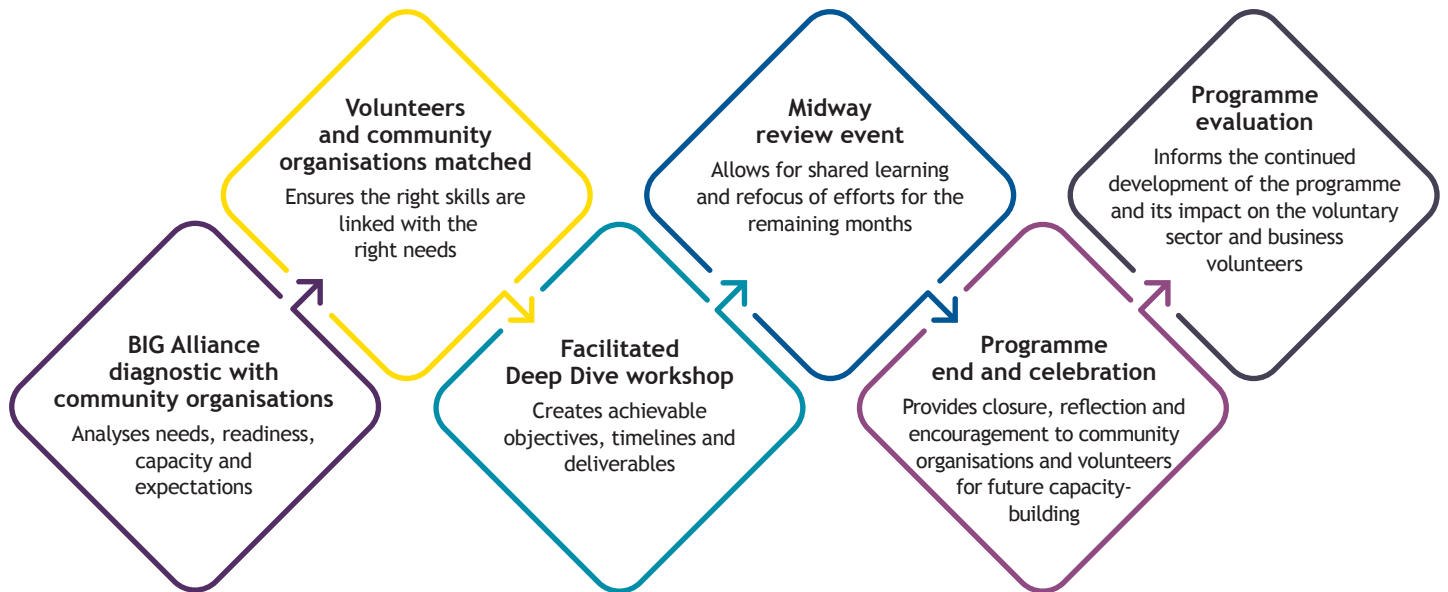 BIG Alliance
diagnostic with
community organisations
Analyses needs, readiness,
capacity and
expectations
Volunteers
and community
organisations matched
Ensures the right skills are
linked with the
right needs
Facilitated
Deep Dive workshop
Creates achievable
objectives, timelines and
deliverables
Midway
review event
Allows for shared learning
and refocus of efforts for the
remaining months
Programme
end and celebration
Provides closure, reflection and
encouragement to community
organisations and volunteers
for future capacity-
building
Programme
evaluation
Informs the continued
development of the programme
and its impact on the voluntary
sector and business
volunteers